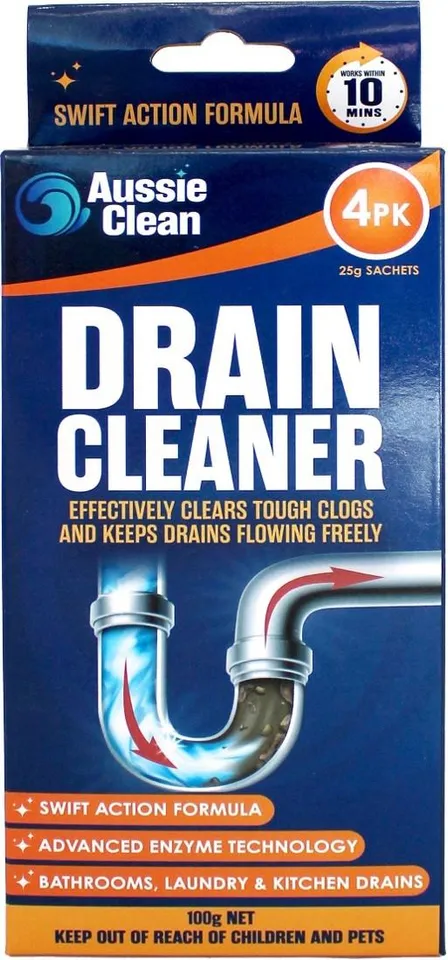 SWIFT ACTION FORMULA
WORKS WITHIN
10
MINS
Aussie
Clean
4PK
25g SACHETS
DRAIN
CLEANER
EFFECTIVELY CLEARS TOUGH CLOGS
AND KEEPS DRAINS FLOWING FREELY
SWIFT ACTION FORMULA
ADVANCED ENZYME TECHNOLOGY
BATHROOMS, LAUNDRY & KITCHEN DRAINS
100g NET
KEEP OUT OF REACH OF CHILDREN AND PETS